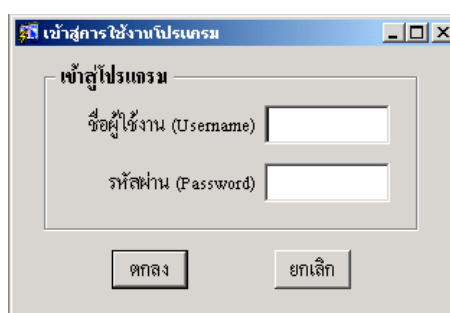 เข้าสู่การใช้งานโปรแกรม
เข้าสู่โปรแกรม
ชื่อผู้ใช้งาน (Username)
รหัสผ่าน (Password)
ตกลง
ยกเลิก